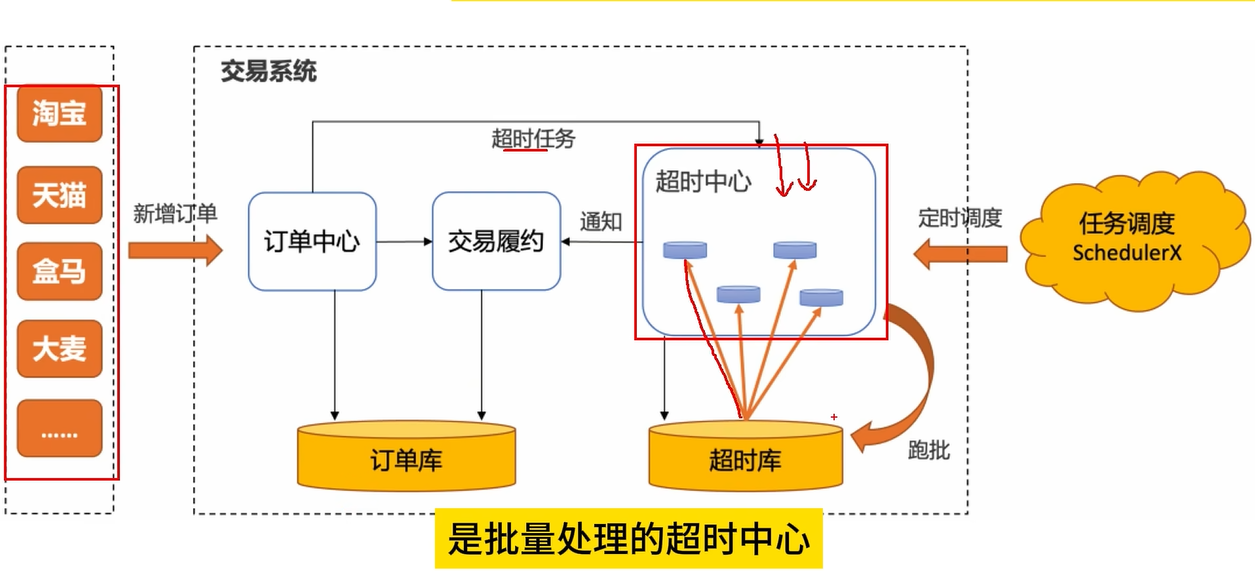 交易系统
淘宝
天猫
盒马
大麦
......
新增订单
超时任务
订单中心
交易履约
通知
超时中心
定时调度
任务调度
SchedulerX
订单库
超时库
跑批
是批量处理的超时中心